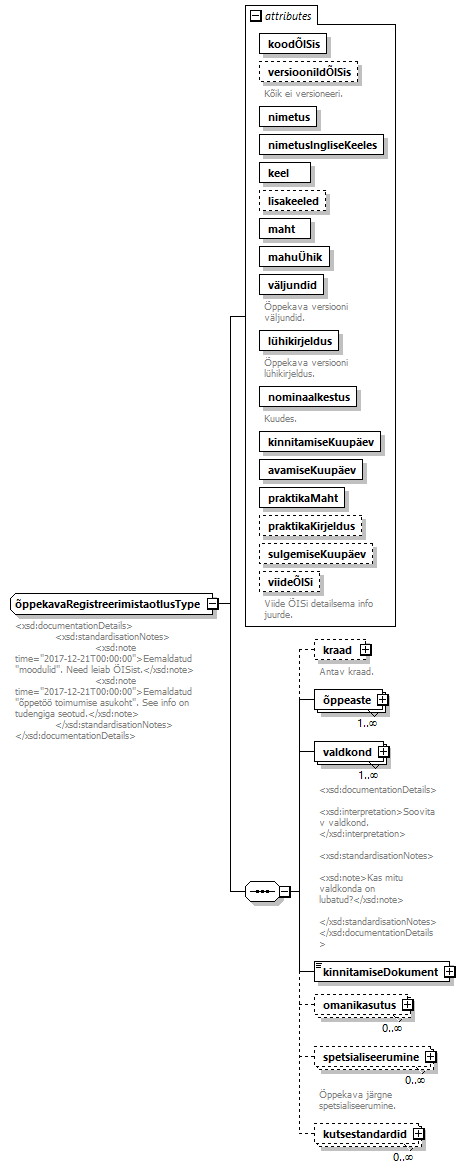 attributes
koodÕISis
versioonIdÕISis
Kõik ei versioneeri.
nimetus
nimetusIngliseKeeles
keel
lisakeeled
maht
mahuÜhik
väljundid
Õppekava versiooni
väljundid.
lühikirjeldus
Õppekava versiooni
lühikirjeldus.
nominaalkestus
Kuudes.
kinnitamiseKuupäev
avamiseKuupäev
praktikaMaht
praktikaKirjeldus
sulgemiseKuupäev
viideÕISi
Viide ÕISi detailsema info
juurde.
õppekavaRegistreerimistaotlusType
<xsd:documentationDetails>
<xsd:standardisationNotes>
<xsd:note
time="2017-12-21T00:00:00">Eemaldatud
"moodulid". Need leiab ÕISist.</xsd:note>
<xsd:note
time="2017-12-21T00:00:00">Eemaldatud
"õppetöö toimumise asukoht". See info on
tudengiga seotud.</xsd:note>
</xsd:standardisationNotes>
</xsd:documentationDetails>
kraad
Antav kraad.
õppeaste
1..∞
valdkond
1..∞
<xsd:documentationDetails>
<xsd:interpretation>Soovita
v valdkond.
</xsd:interpretation>
<xsd:standardisationNotes>
<xsd:note>Kas mitu
valdkonda on
lubatud?</xsd:note>
</xsd:standardisationNotes>
</xsd:documentationDetails
>
kinnitamiseDokument
omanikasutus
0..∞
spetsialiseerumine
0..∞
Õppekava järgne
spetsialiseerumine.
kutsestandardid
0..∞